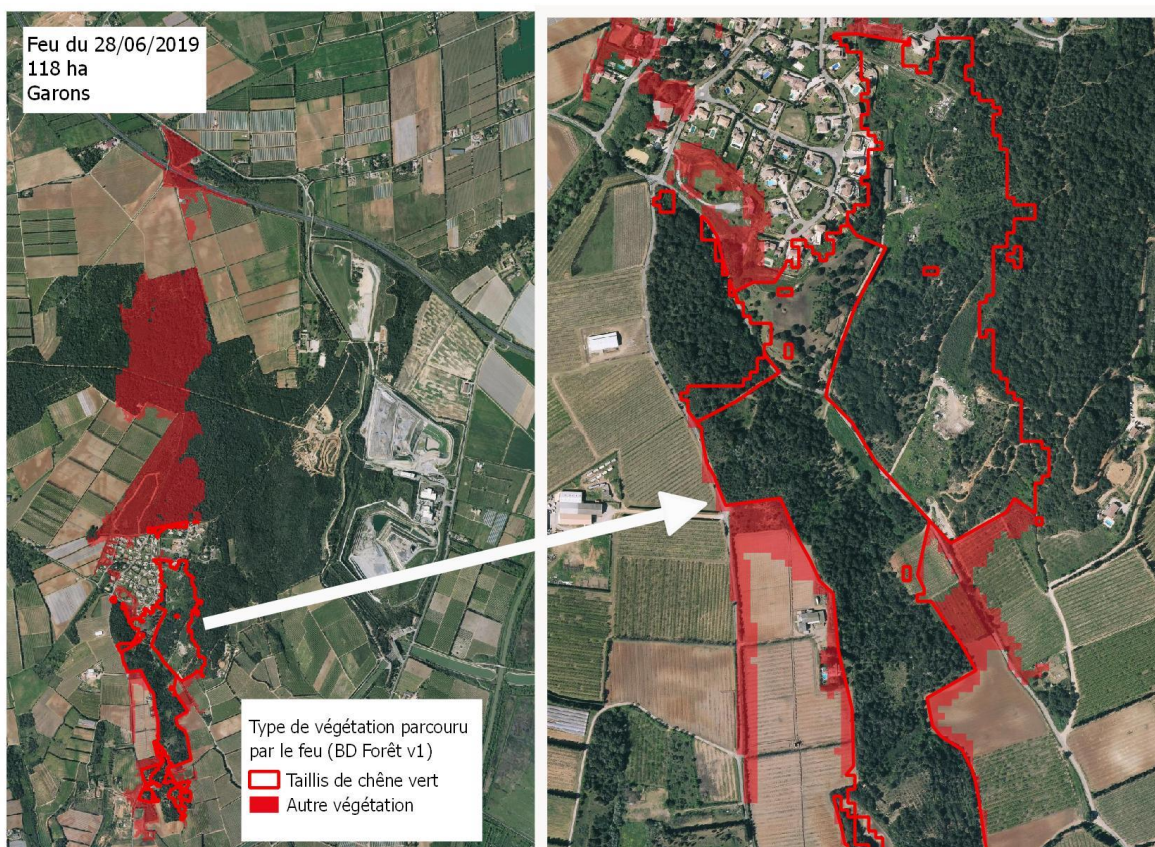 Feu du 28/06/2019
118 ha
Garons
Type de végétation parcouru
par le feu (BD Forêt v1)
Taillis de chêne vert
Autre végétation